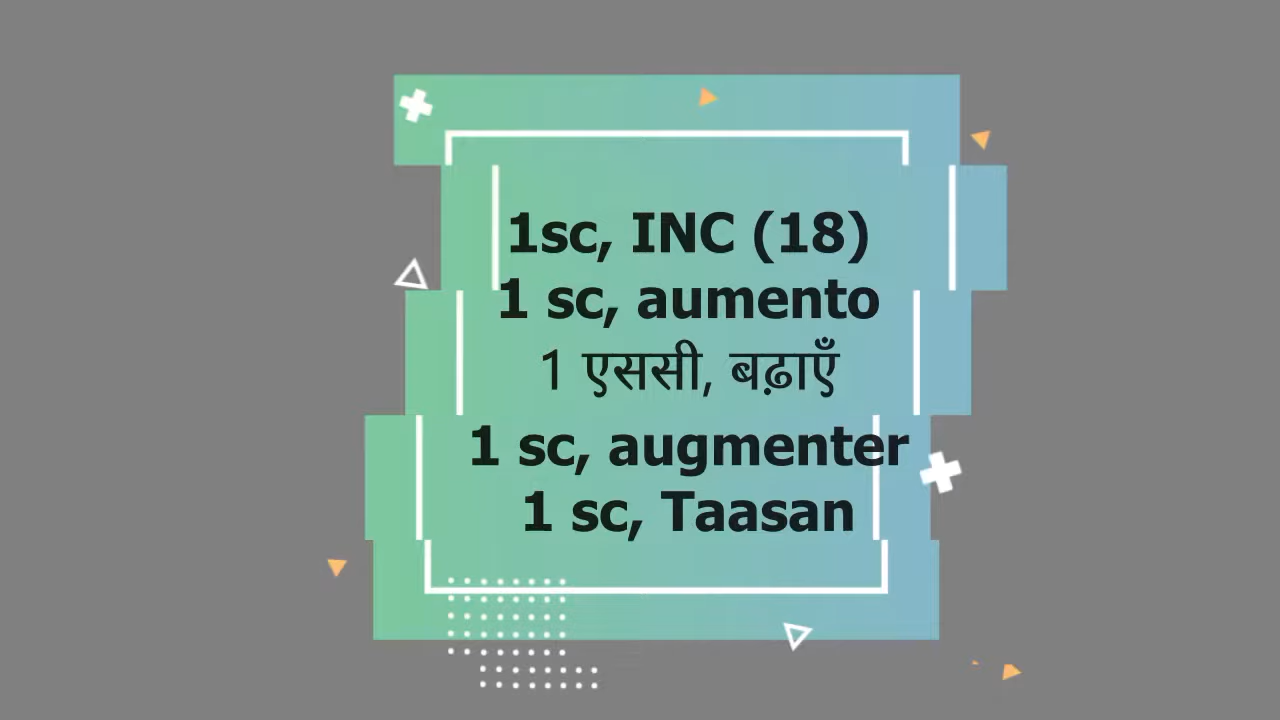 1sc, INC (18)
1 sc, aumento
1 एससी, बढ़ाएँ
1 sc, augmenter
1 sc, Taasan